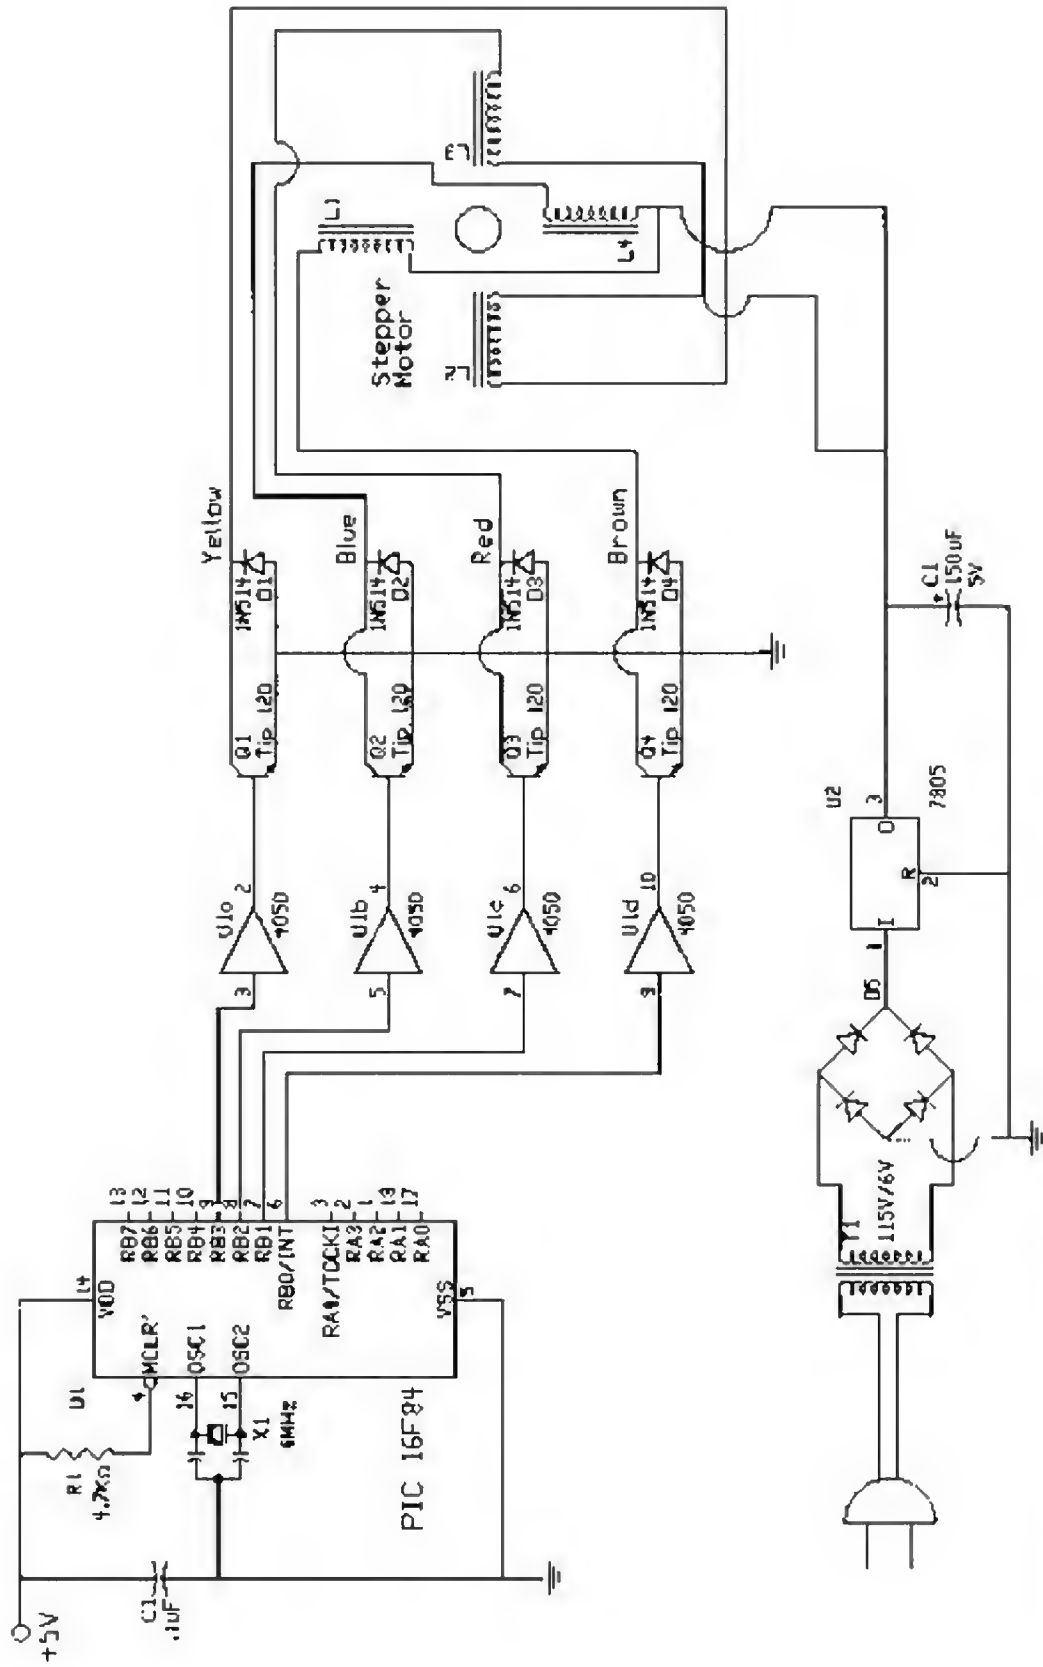 +5V
C1
.1uF
R1
4.7KΩ
U1
PIC 16F84
14
VDD
4
MCLR'
16
OSC1
15
OSC2
X1
4MHz
VSS
5
RB7
13
RB6
12
RB5
11
RB4
10
RB3
9
RB2
8
RB1
7
RB0/INT
6
RA4/TOCKI
3
RA3
2
RA2
1
RA1
18
RA0
17
3
U1a
2
4050
5
U1b
4
4050
7
U1c
6
4050
9
U1d
10
4050
Q1
Tip 120
1N514
D1
Yellow
Q2
Tip 120
1N514
D2
Blue
Q3
Tip 120
1N514
D3
Red
Q4
Tip 120
1N514
D4
Brown
Stepper
Motor
L1
L2
L3
L4
T1
115V/6V
D5
1
I
U2
R
2
O
3
7805
+
C1
150uF
5V